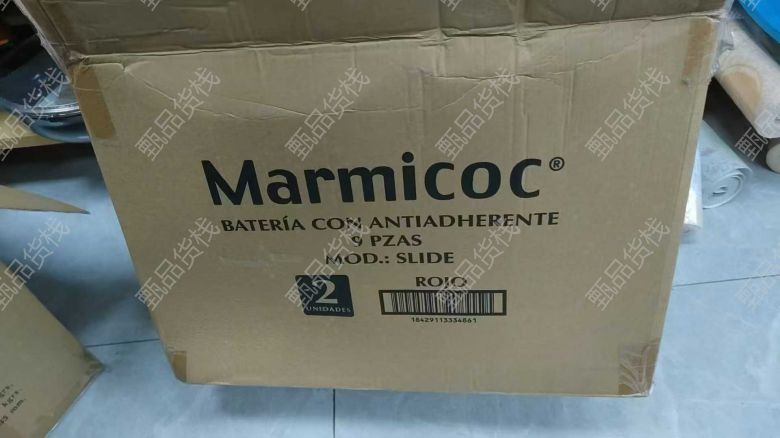 Marmicoc®
BATERÍA CON ANTIADHERENTE
9 PZAS
MOD.: SLIDE
2
UNIDADES
ROJO
18429113334861
甄品货栈